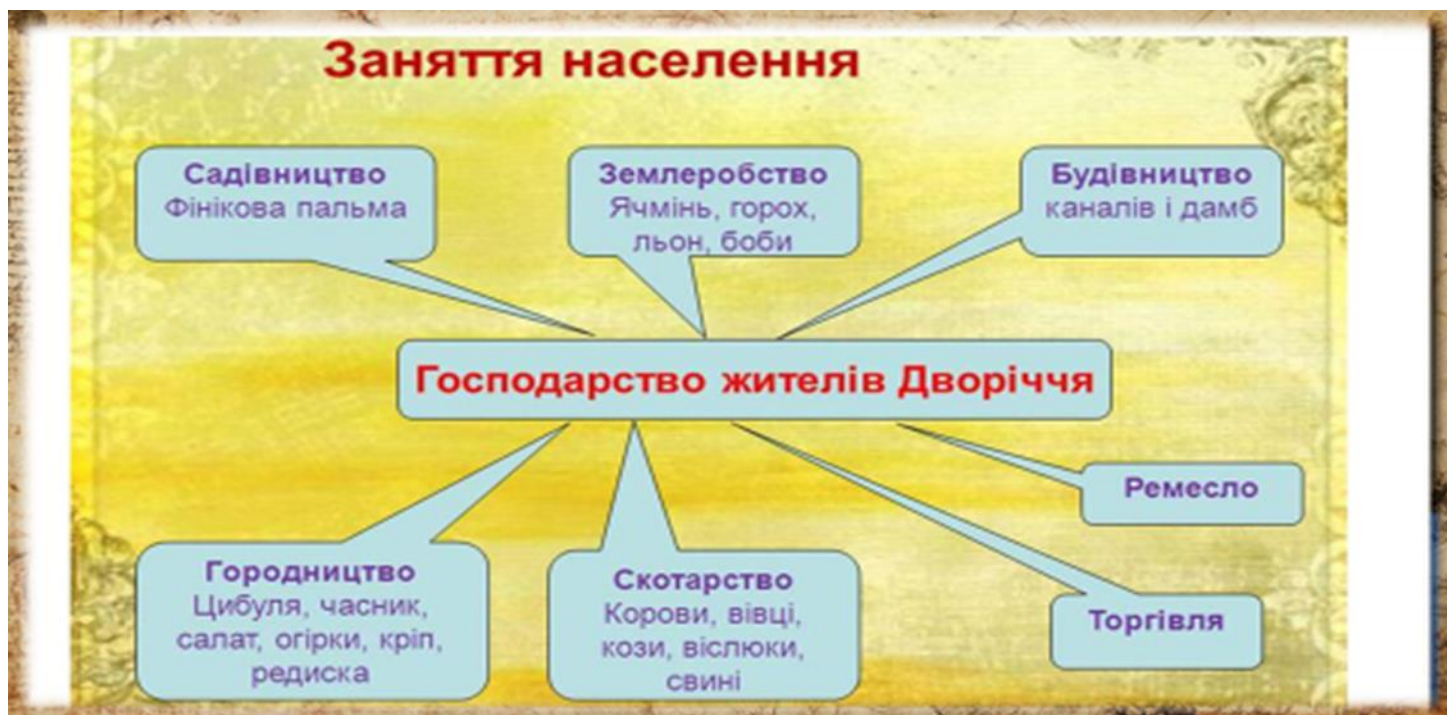 Заняття населення
Садівництво
Фінікова пальма
Землеробство
Ячмінь, горох,
льон, боби
Будівництво
каналів і дамб
Господарство жителів Дворіччя
Ремесло
Городництво
Цибуля, часник,
салат, огірки, кріп,
редиска
Скотарство
Корови, вівці,
кози, віслюки,
свині
Торгівля